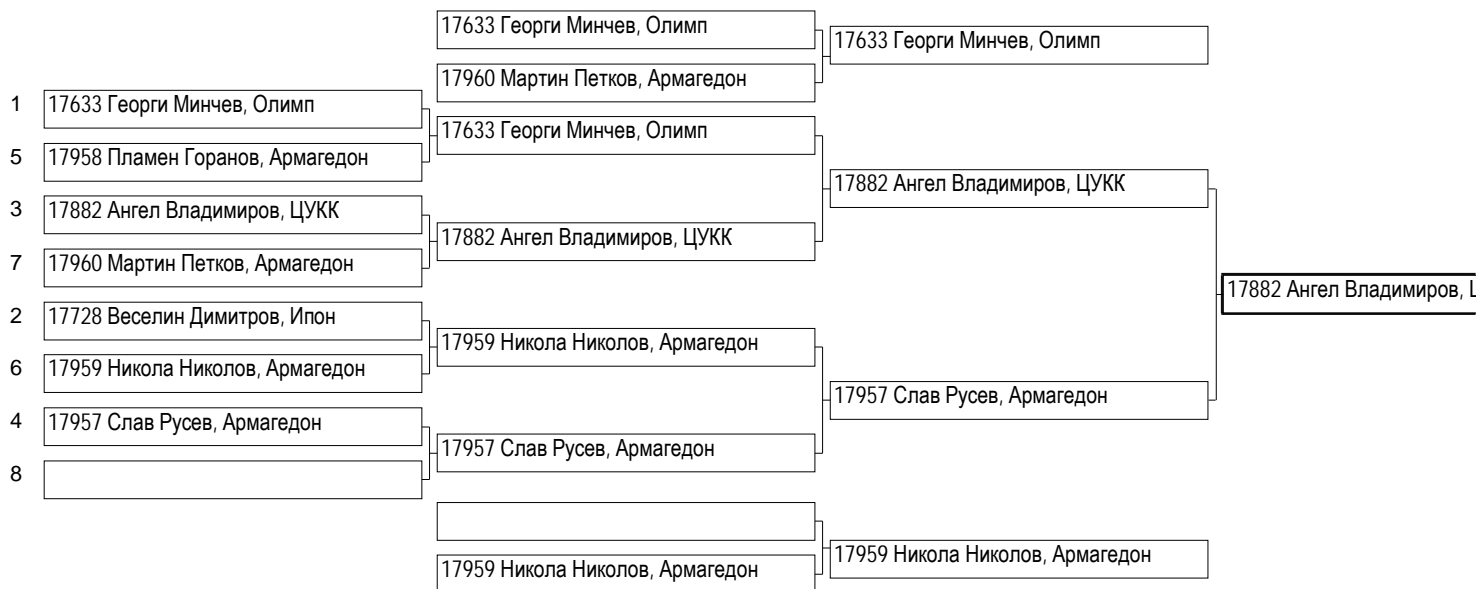 17633 Георги Минчев, Олимп
17960 Мартин Петков, Армагедон
17633 Георги Минчев, Олимп
1 17633 Георги Минчев, Олимп
5 17958 Пламен Горанов, Армагедон
17633 Георги Минчев, Олимп
3 17882 Ангел Владимиров, ЦУКК
7 17960 Мартин Петков, Армагедон
17882 Ангел Владимиров, ЦУКК
17882 Ангел Владимиров, ЦУКК
2 17728 Веселин Димитров, Ипон
6 17959 Никола Николов, Армагедон
17959 Никола Николов, Армагедон
4 17957 Слав Русев, Армагедон
8
17957 Слав Русев, Армагедон
17957 Слав Русев, Армагедон
17882 Ангел Владимиров,
17959 Никола Николов, Армагедон
17959 Никола Николов, Армагедон